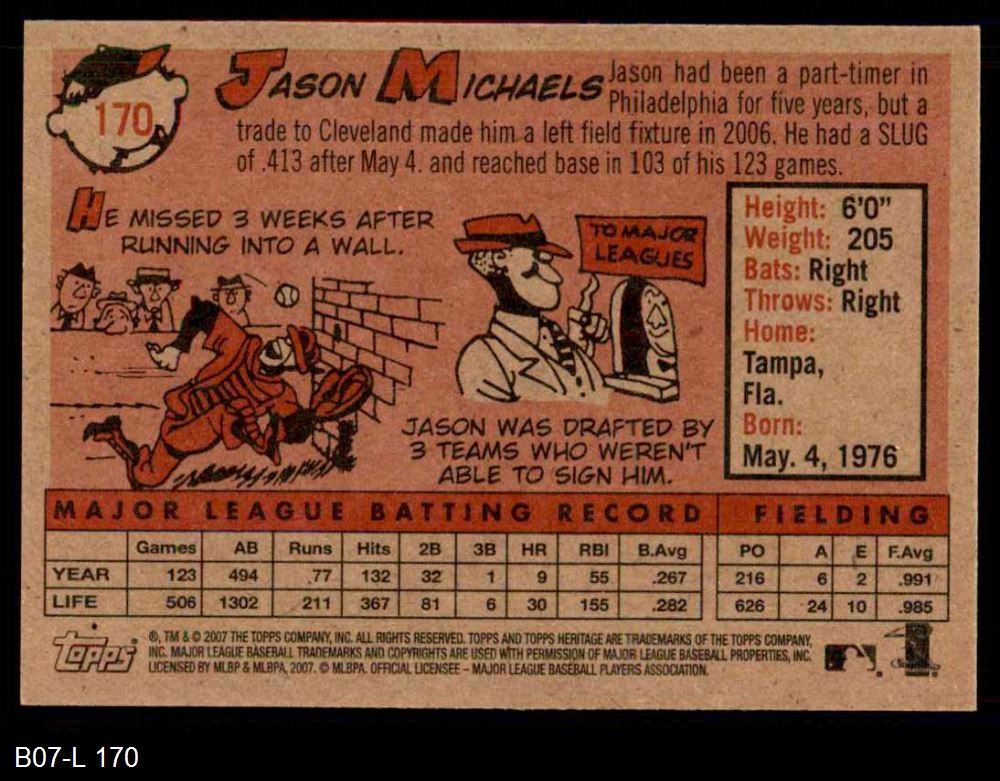 170
JASON MICHAELS
Jason had been a part-timer in
Philadelphia for five years, but a
trade to Cleveland made him a left field fixture in 2006. He had a SLUG
of .413 after May 4. and reached base in 103 of his 123 games.
HE MISSED 3 WEEKS AFTER
RUNNING INTO A WALL.
TO MAJOR
LEAGUES
JASON WAS DRAFTED BY
3 TEAMS WHO WEREN'T
ABLE TO SIGN HIM.
Height: 6'0"
Weight: 205
Bats: Right
Throws: Right
Home:
Tampa,
Fla.
Born:
May. 4, 1976
MAJOR LEAGUE BATTING RECORD FIELDING
Games AB Runs Hits 2B 3B HR RBI B.Avg PO A E F.Avg
YEAR 123 494 77 132 32 1 9 55 .267 216 6 2 .991
LIFE 506 1302 211 367 81 6 30 155 .282 626 24 10 .985
Topps
®, TM & © 2007 THE TOPPS COMPANY, INC. ALL RIGHTS RESERVED. TOPPS AND TOPPS HERITAGE ARE TRADEMARKS OF THE TOPPS COMPANY,
INC. MAJOR LEAGUE BASEBALL TRADEMARKS AND COPYRIGHTS ARE USED WITH PERMISSION OF MAJOR LEAGUE BASEBALL PROPERTIES, INC.
LICENSED BY MLBP & MLBPA, 2007. © MLBPA. OFFICIAL LICENSEE – MAJOR LEAGUE BASEBALL PLAYERS ASSOCIATION.
B07-L 170